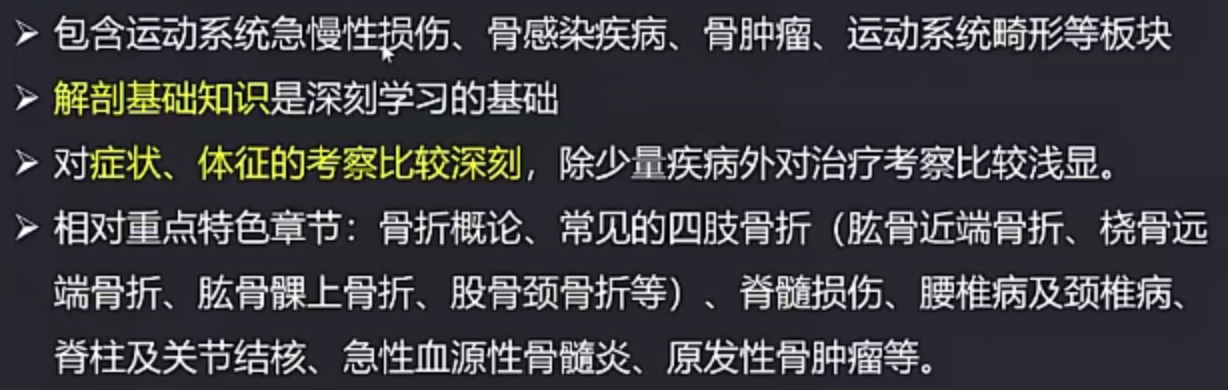 ➢ 包含运动系统急慢性损伤、骨感染疾病、骨肿瘤、运动系统畸形等板块
➢ 解剖基础知识是深刻学习的基础
➢ 对症状、体征的考察比较深刻，除少量疾病外对治疗考察比较浅显。
➢ 相对重点特色章节：骨折概论、常见的四肢骨折（肱骨近端骨折、桡骨远
端骨折、肱骨髁上骨折、股骨颈骨折等）、脊髓损伤、腰椎病及颈椎病、
脊柱及关节结核、急性血源性骨髓炎、原发性骨肿瘤等。